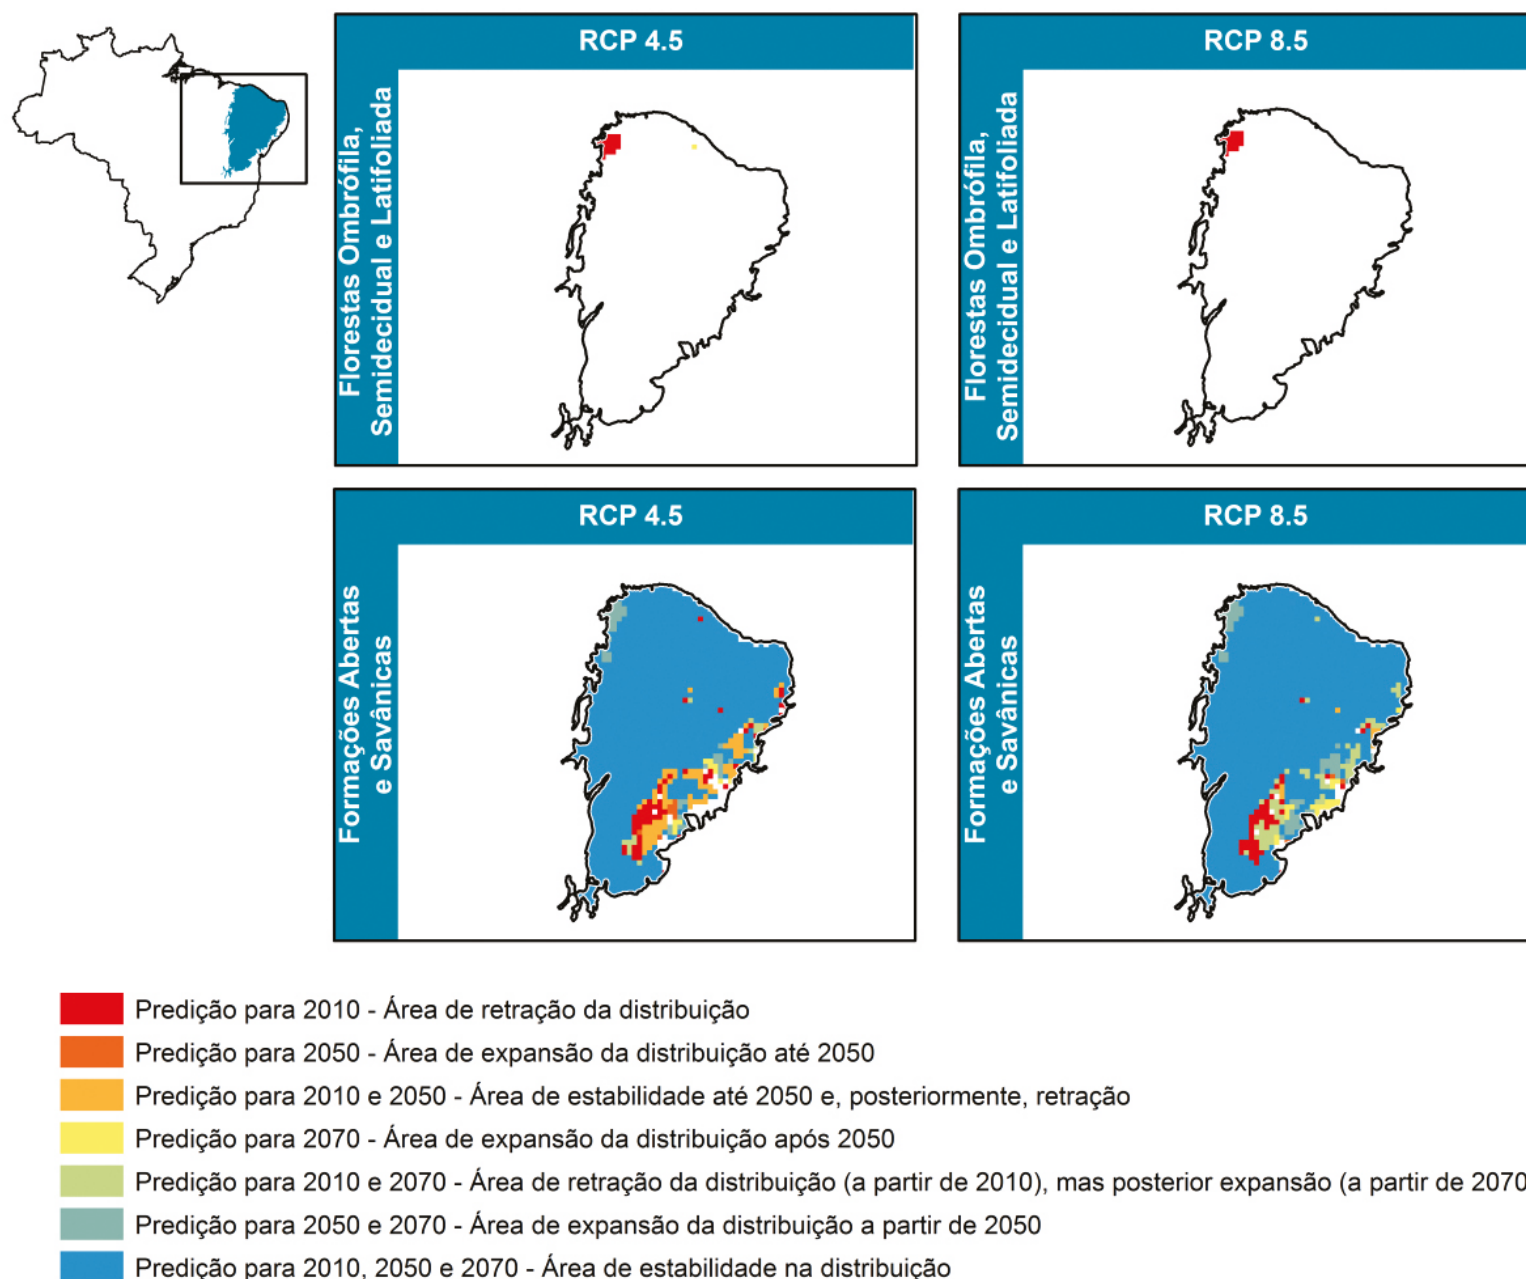 RCP 4.5
Florestas Ombrófila,
Semidecidual e Latifoliada
RCP 8.5
Florestas Ombrófila,
Semidecidual e Latifoliada
RCP 4.5
Formações Abertas
e Savânicas
RCP 8.5
Formações Abertas
e Savânicas
Predição para 2010 - Área de retração da distribuição
Predição para 2050 - Área de expansão da distribuição até 2050
Predição para 2010 e 2050 - Área de estabilidade até 2050 e, posteriormente, retração
Predição para 2070 - Área de expansão da distribuição após 2050
Predição para 2010 e 2070 - Área de retração da distribuição (a partir de 2010), mas posterior expansão (a partir de 2070
Predição para 2050 e 2070 - Área de expansão da distribuição a partir de 2050
Predição para 2010, 2050 e 2070 - Área de estabilidade na distribuição